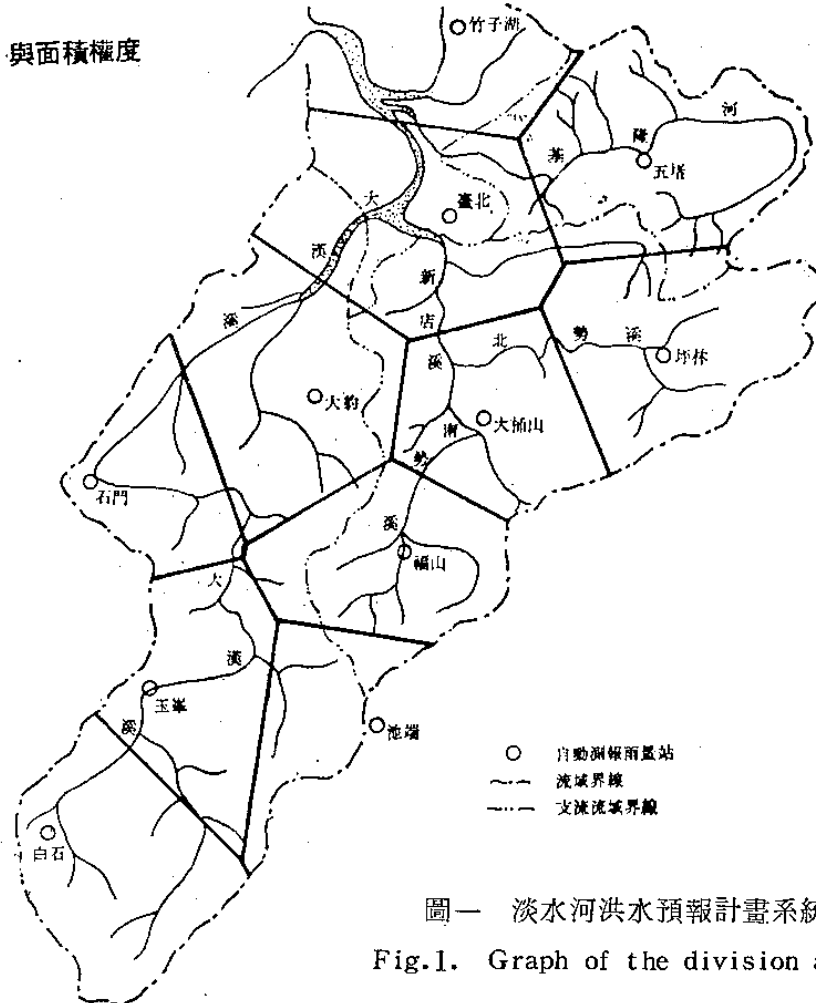 與面積權度
竹子湖
基
隆
河
五堵
臺北
大
漢
溪
新
店
溪
北
勢
溪
坪林
大豹
大桶山
南
勢
溪
石門
福山
大
漢
溪
玉峯
池端
白石
自動測報雨量站
流域界線
支流流域界線
圖一 淡水河洪水預報計畫系統
Fig.1. Graph of the division a